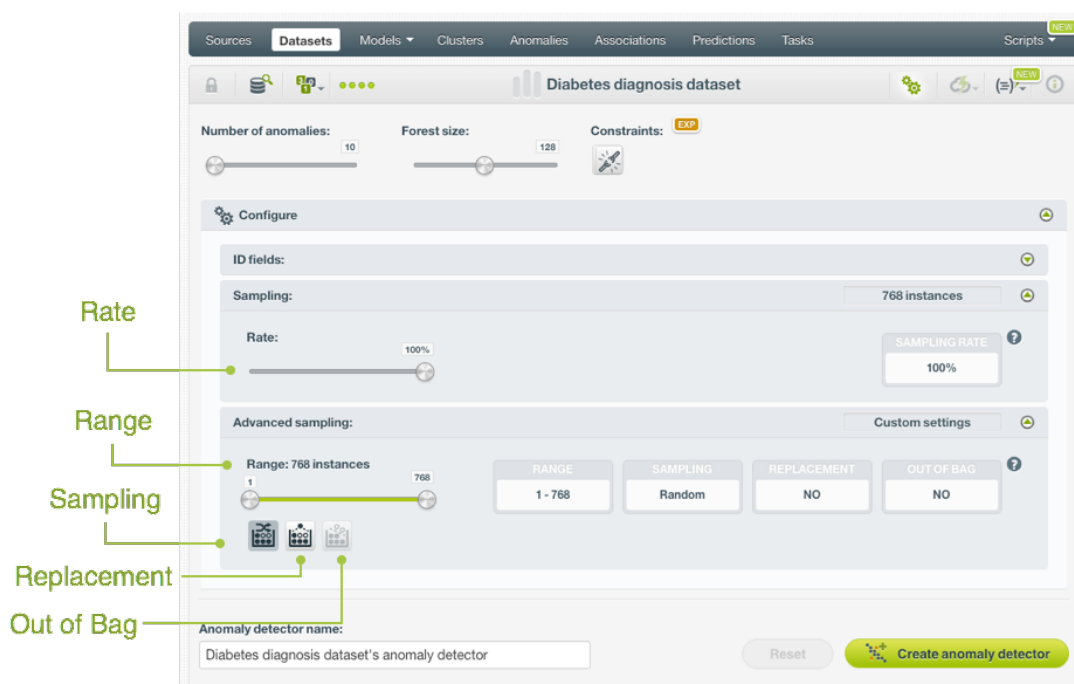 Sources Datasets Models Clusters Anomalies Associations Predictions Tasks Scripts NEW
Diabetes diagnosis dataset (=) NEW
Number of anomalies: Forest size: Constraints: EXP
10 128
Configure
ID fields:
Sampling: 768 instances
Rate
Rate: SAMPLING RATE
100% 100%
Range
Advanced sampling: Custom settings
Range: 768 instances RANGE SAMPLING REPLACEMENT OUT OF BAG
1 768 1 - 768 Random NO NO
Sampling
Replacement
Out of Bag
Anomaly detector name:
Diabetes diagnosis dataset's anomaly detector Reset Create anomaly detector